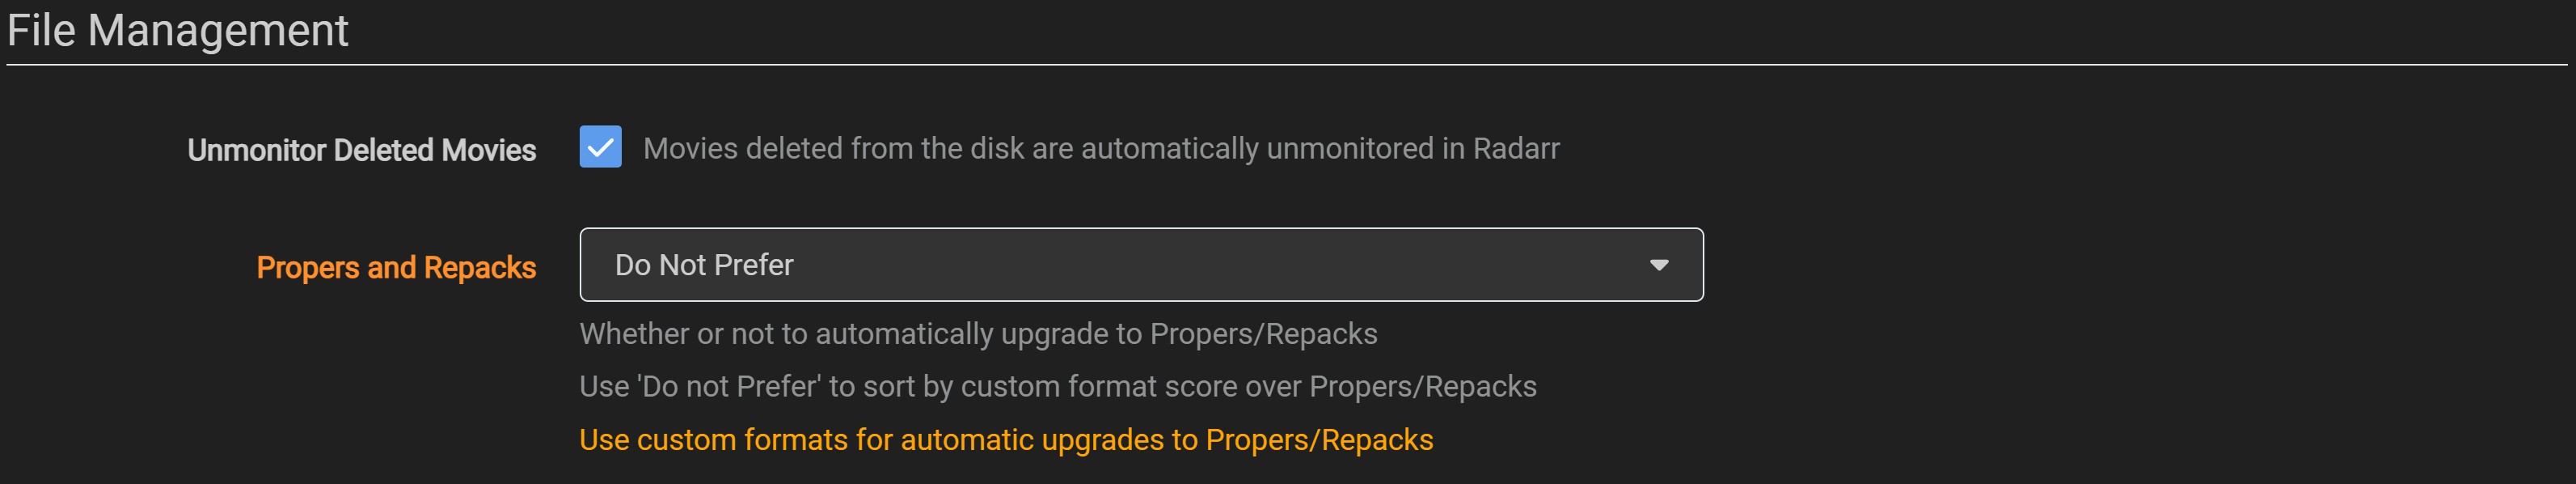 File Management
Unmonitor Deleted Movies
Movies deleted from the disk are automatically unmonitored in Radarr
Propers and Repacks
Do Not Prefer
Whether or not to automatically upgrade to Propers/Repacks
Use 'Do not Prefer' to sort by custom format score over Propers/Repacks
Use custom formats for automatic upgrades to Propers/Repacks